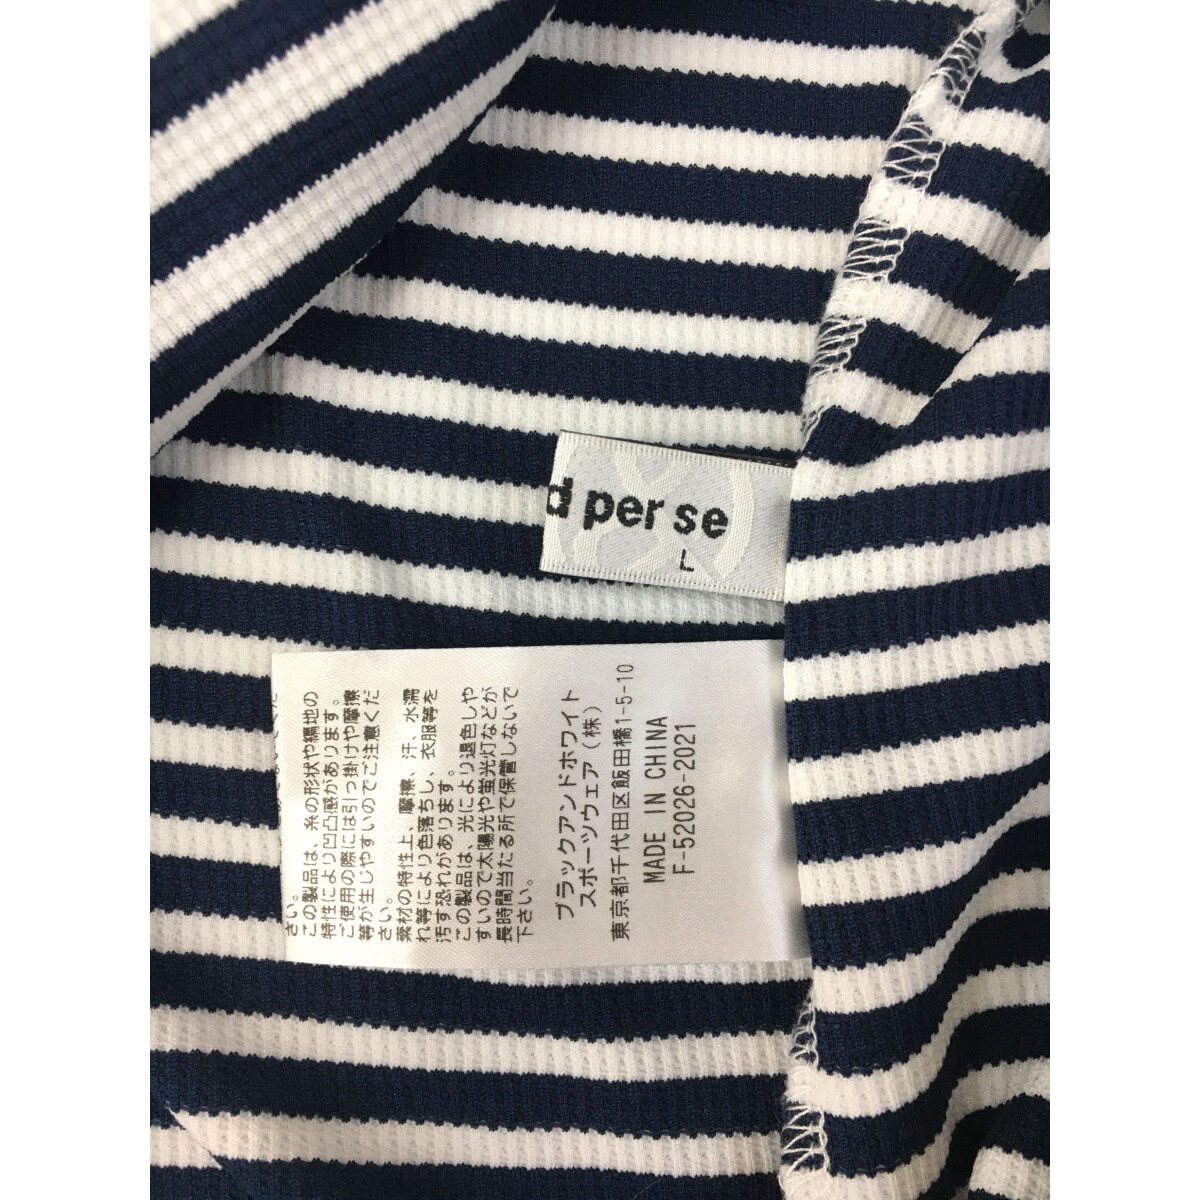 d per se
L
さい。
この製品は、糸の形状や編地の
特性により凹凸感があります。
ご使用の際には引っ掛けや摩擦
等が生じやすいのでご注意くだ
さい。
素材の特性上、摩擦、汗、水濡
れ等により色落ちし、衣服等を
汚す恐れがあります。
この製品は、光により退色しや
すいので太陽光や蛍光灯などが
長時間当たる所で保管しないで
下さい。
ブラックアンドホワイト
スポーツウェア（株）
東京都千代田区飯田橋1-5-10
MADE IN CHINA
F-52026-2021